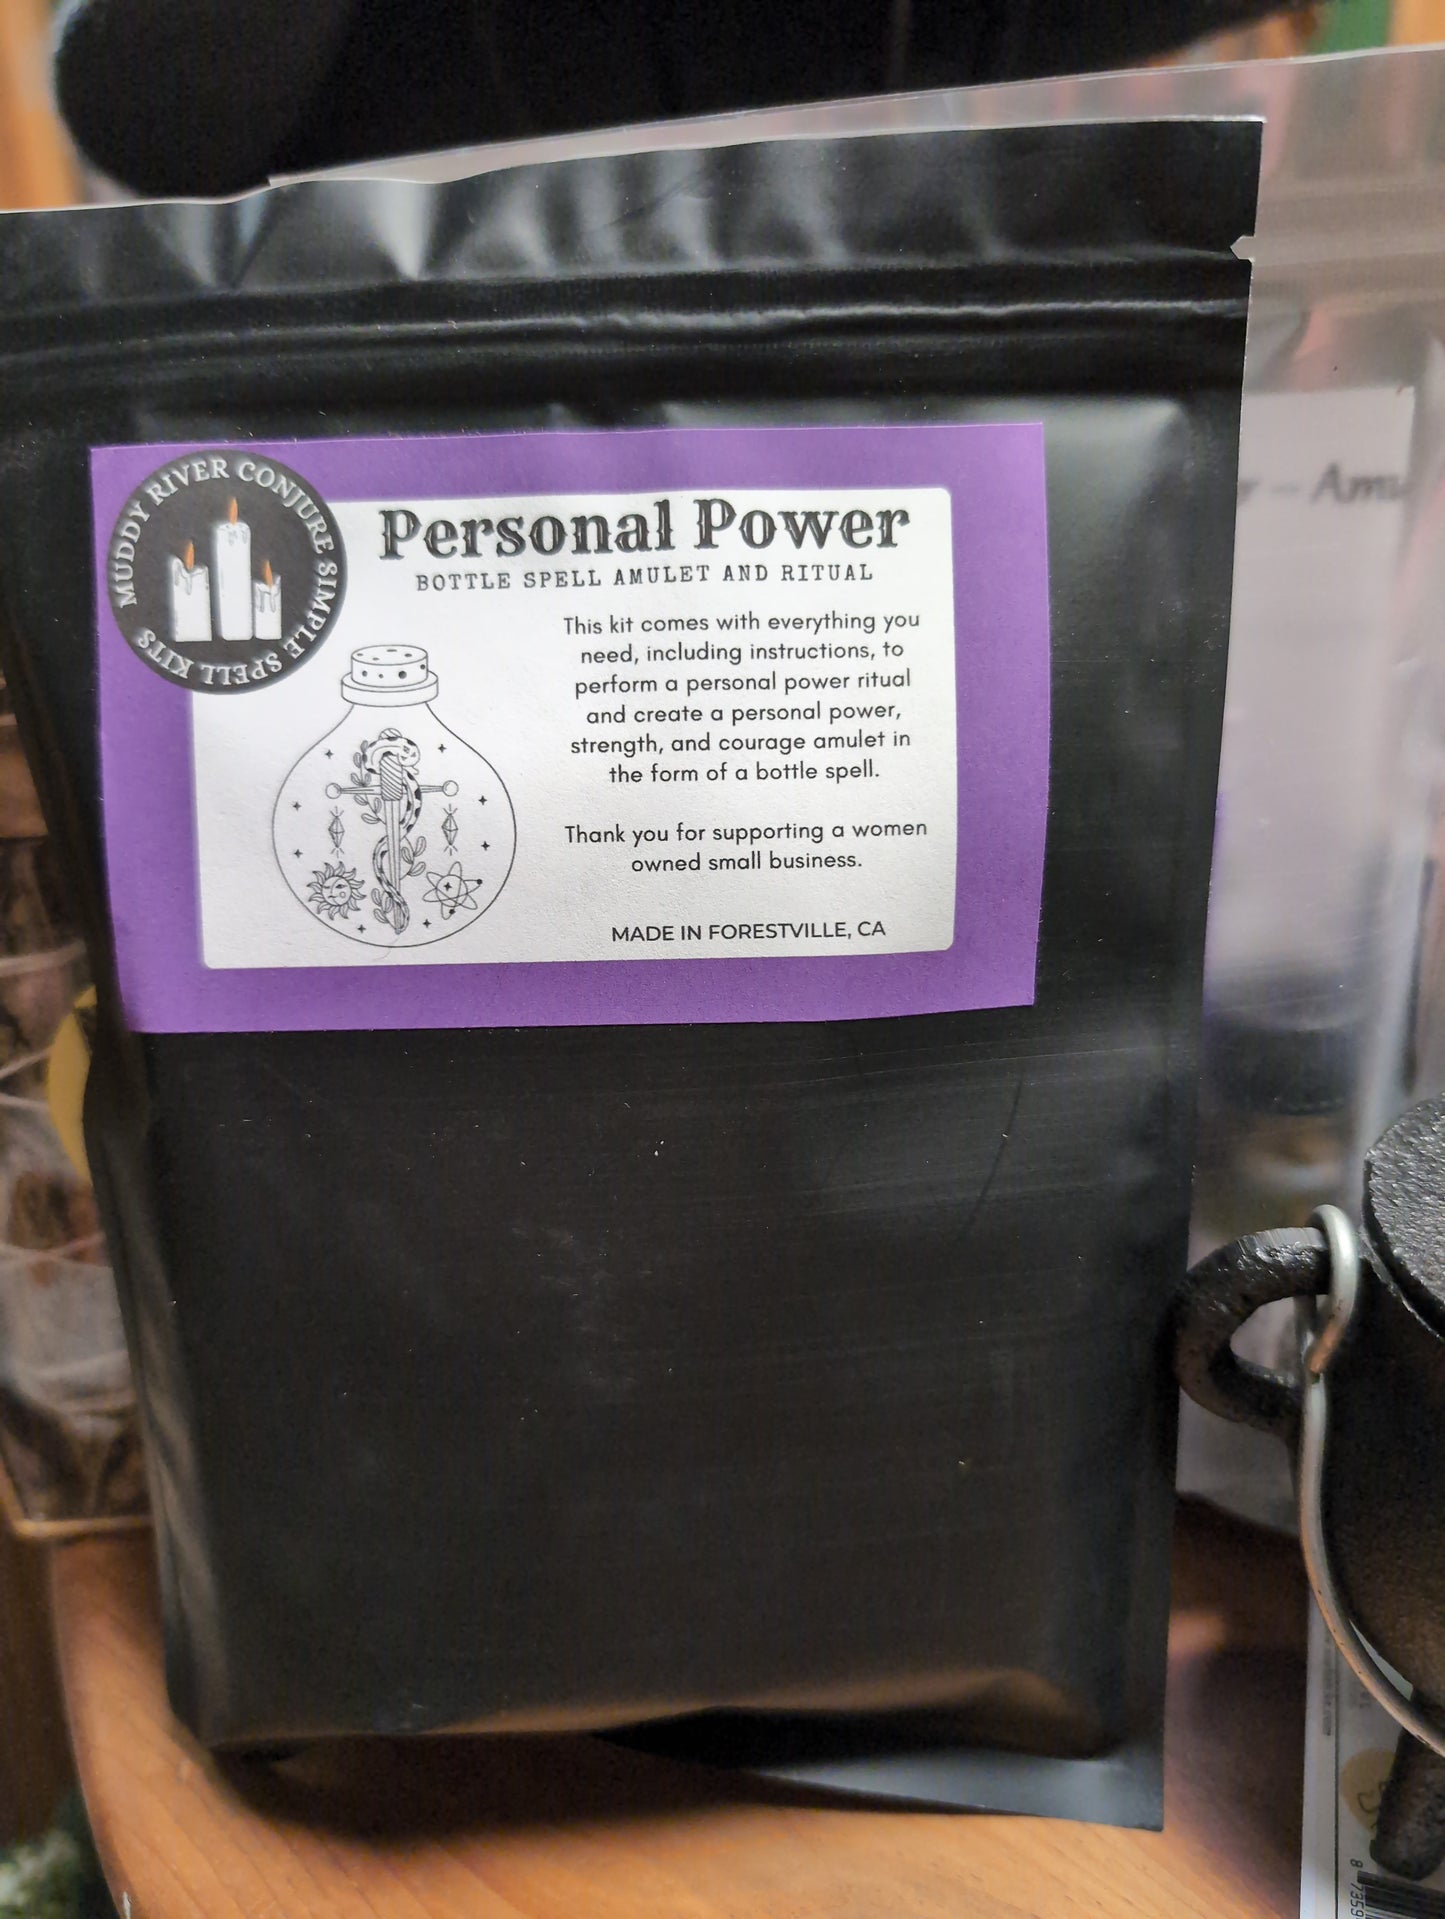 MUDDY RIVER CONJURE SIMPLE SPELL KITS
Personal Power
BOTTLE SPELL AMULET AND RITUAL
This kit comes with everything you
need, including instructions, to
perform a personal power ritual
and create a personal power,
strength, and courage amulet in
the form of a bottle spell.
Thank you for supporting a women
owned small business.
MADE IN FORESTVILLE, CA